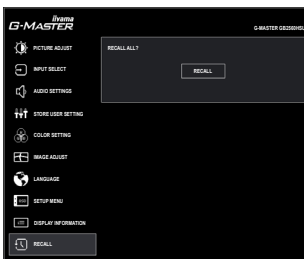 iiyama
G-MASTER
G-MASTER GB2560HSU
PICTURE ADJUST
RECALL ALL?
INPUT SELECT
RECALL
AUDIO SETTINGS
STORE USER SETTING
COLOR SETTING
IMAGE ADJUST
LANGUAGE
SETUP MENU
DISPLAY INFORMATION
RECALL